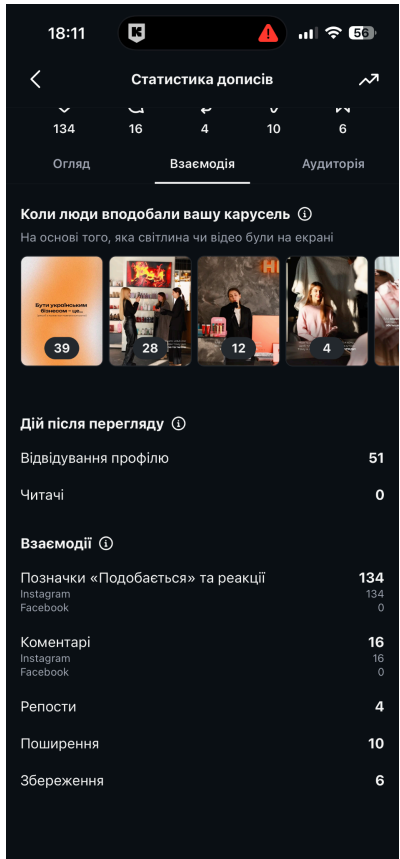 18:11
56
Статистика дописів
134 16 4 10 6
Огляд Взаємодія Аудиторія
Коли люди вподобали вашу карусель
На основі того, яка світлина чи відео були на екрані
Бути українським
бізнесом – це...
39 28 12 4
Дій після перегляду
Відвідування профілю 51
Читачі 0
Взаємодії
Позначки «Подобається» та реакції 134
Instagram 134
Facebook 0
Коментарі 16
Instagram 16
Facebook 0
Репости 4
Поширення 10
Збереження 6